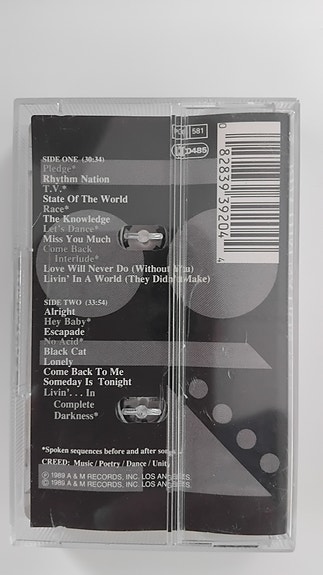 SIDE ONE (30:34)
Pledge*
Rhythm Nation
T.V.*
State Of The World
Race*
The Knowledge
Let's Dance*
Miss You Much
Come Back
Interlude*
Love Will Never Do (Without You)
Livin' In A World (They Didn't Make)
SIDE TWO (33:54)
Alright
Hey Baby*
Escapade
No Acid*
Black Cat
Lonely
Come Back To Me
Someday Is Tonight
Livin'. . . In
Complete
Darkness*
*Spoken sequences before and after songs
CREED: Music / Poetry / Dance / Unity
℗ 1989 A & M RECORDS, INC. LOS ANGELES.
© 1989 A & M RECORDS, INC. LOS ANGELES.
581
D485
0 82839 39204 4